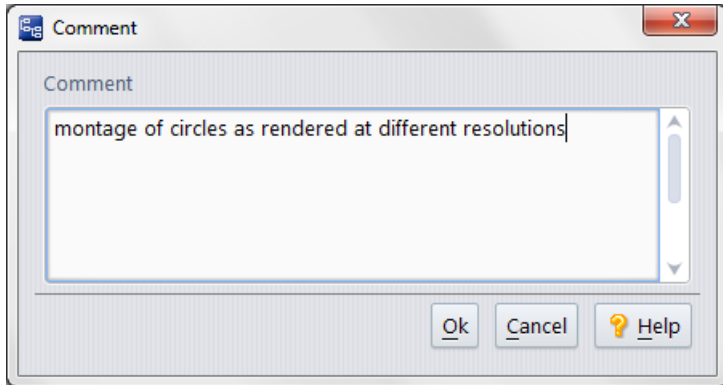 Comment
Comment
montage of circles as rendered at different resolutions
Ok
Cancel
? Help